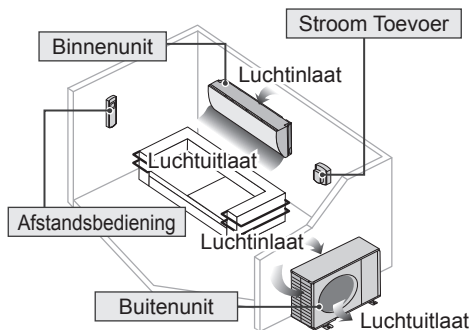 Stroom Toevoer
Binnenunit
Luchtinlaat
Luchtuitlaat
Afstandsbediening
Luchtinlaat
Buitenunit
Luchtuitlaat